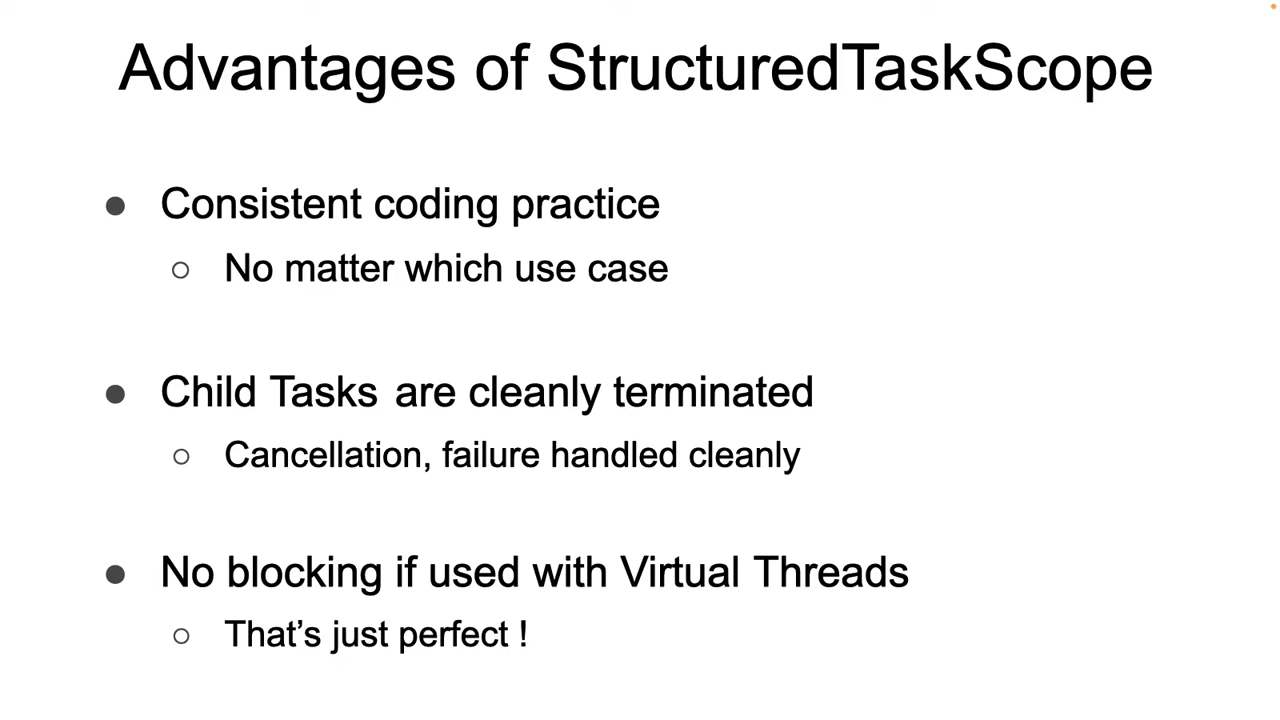 Advantages of StructuredTaskScope
● Consistent coding practice
○ No matter which use case
● Child Tasks are cleanly terminated
○ Cancellation, failure handled cleanly
● No blocking if used with Virtual Threads
○ That’s just perfect !